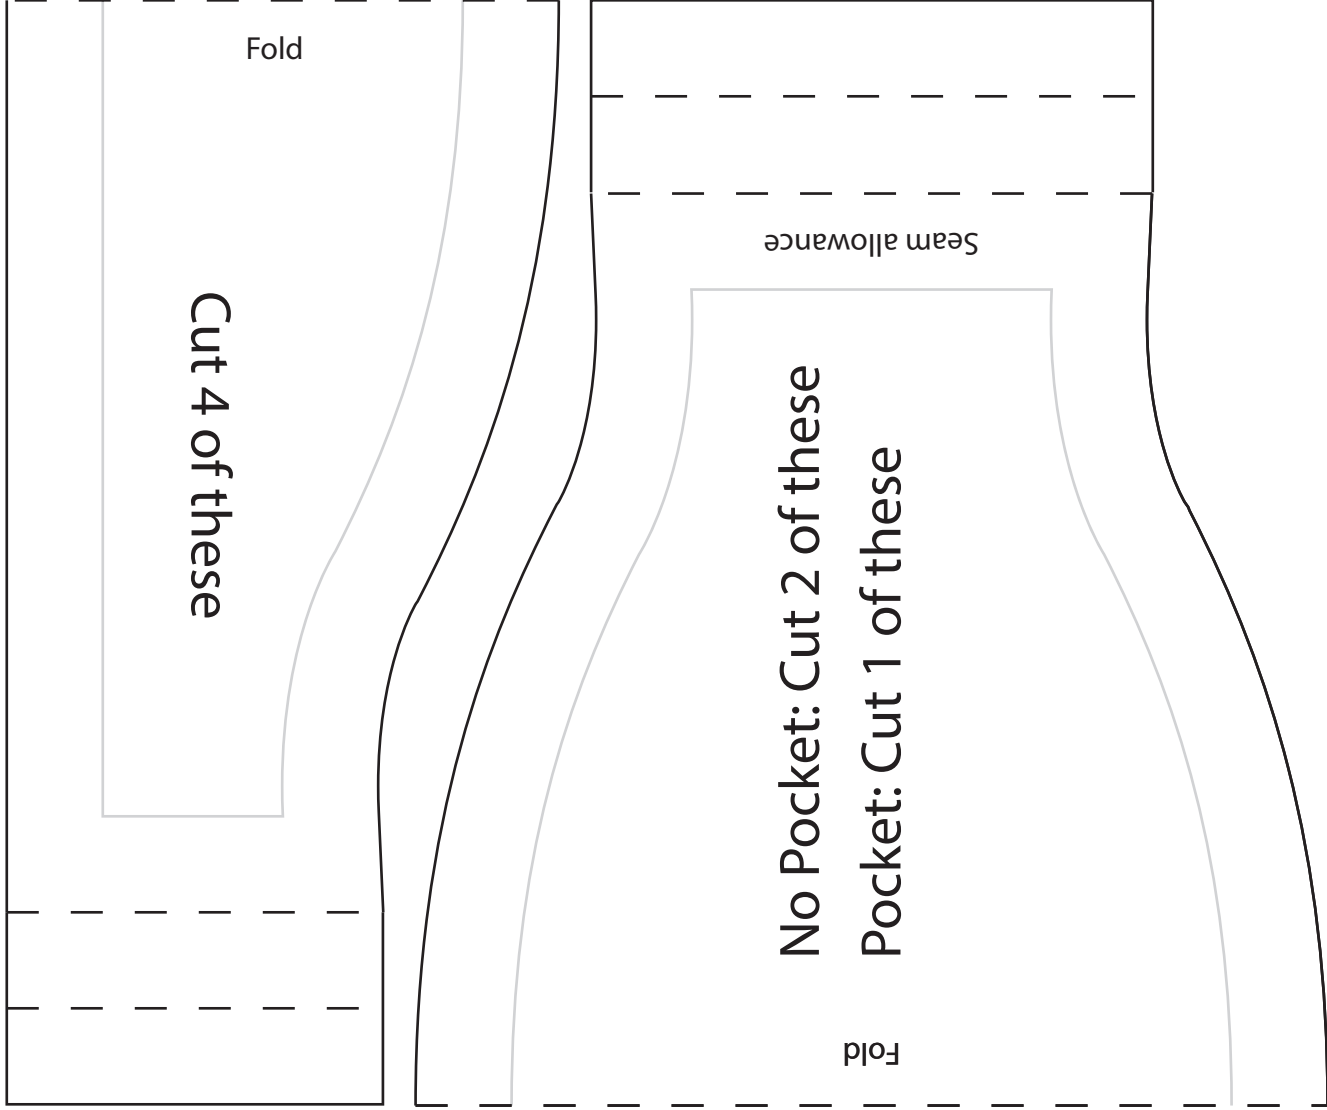 Fold
Cut 4 of these
Seam allowance
No Pocket: Cut 2 of these
Pocket: Cut 1 of these
Fold